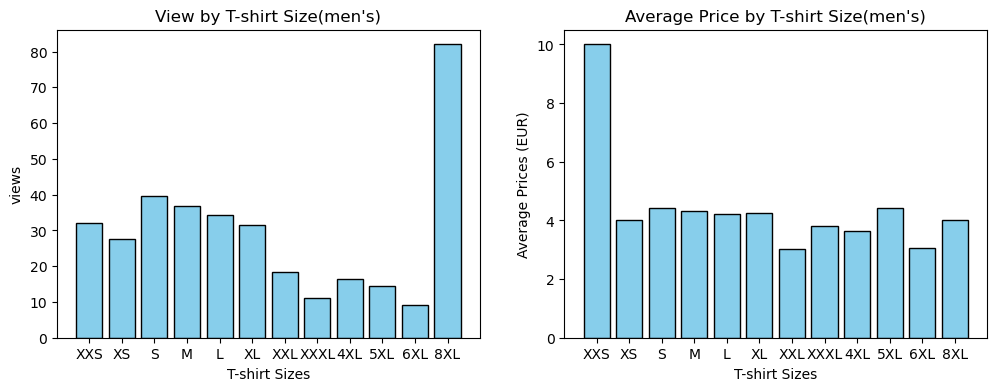 View by T-shirt Size(men's)
80
70
60
50
40
30
20
10
0
views
XXS XS S M L XL XXL XXXL 4XL 5XL 6XL 8XL
T-shirt Sizes
Average Price by T-shirt Size(men's)
10
8
6
4
2
0
Average Prices (EUR)
XXS XS S M L XL XXL XXXL 4XL 5XL 6XL 8XL
T-shirt Sizes